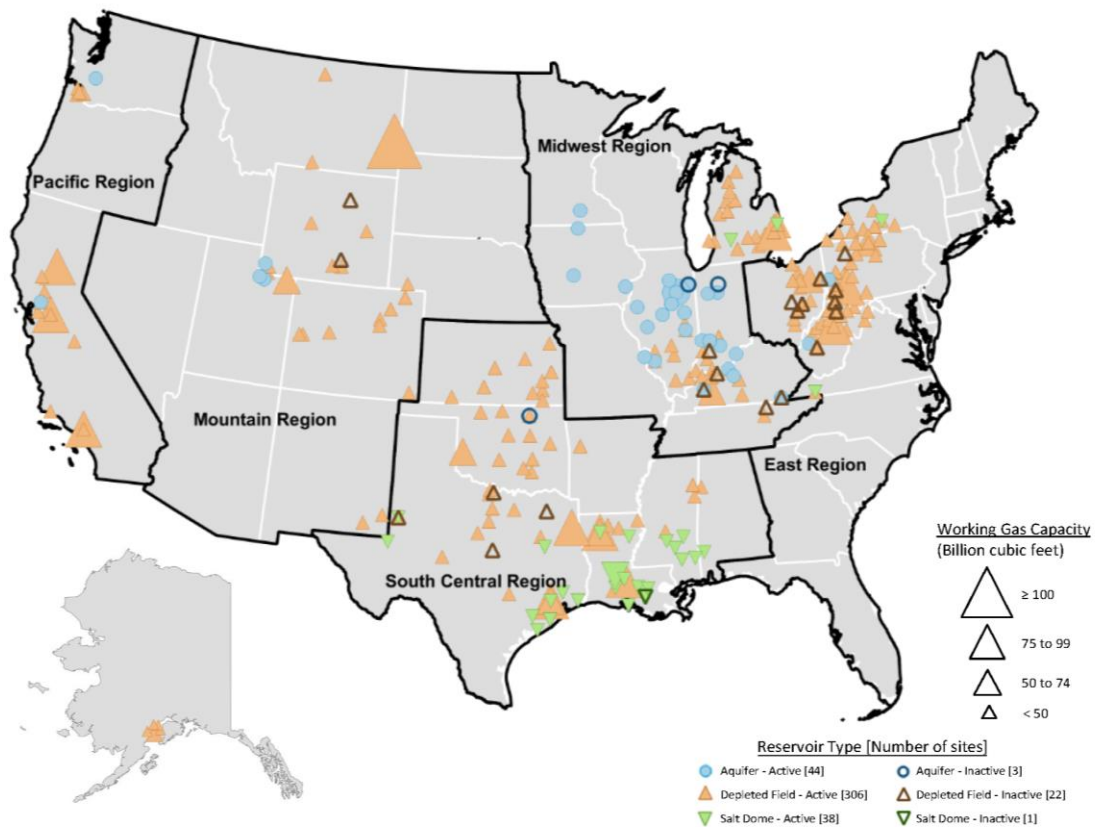 Midwest Region
Pacific Region
Mountain Region
East Region
South Central Region
Working Gas Capacity
(Billion cubic feet)
≥ 100
75 to 99
50 to 74
< 50
Reservoir Type [Number of sites]
Aquifer - Active [44]
Aquifer - Inactive [3]
Depleted Field - Active [306]
Depleted Field - Inactive [22]
Salt Dome - Active [38]
Salt Dome - Inactive [1]